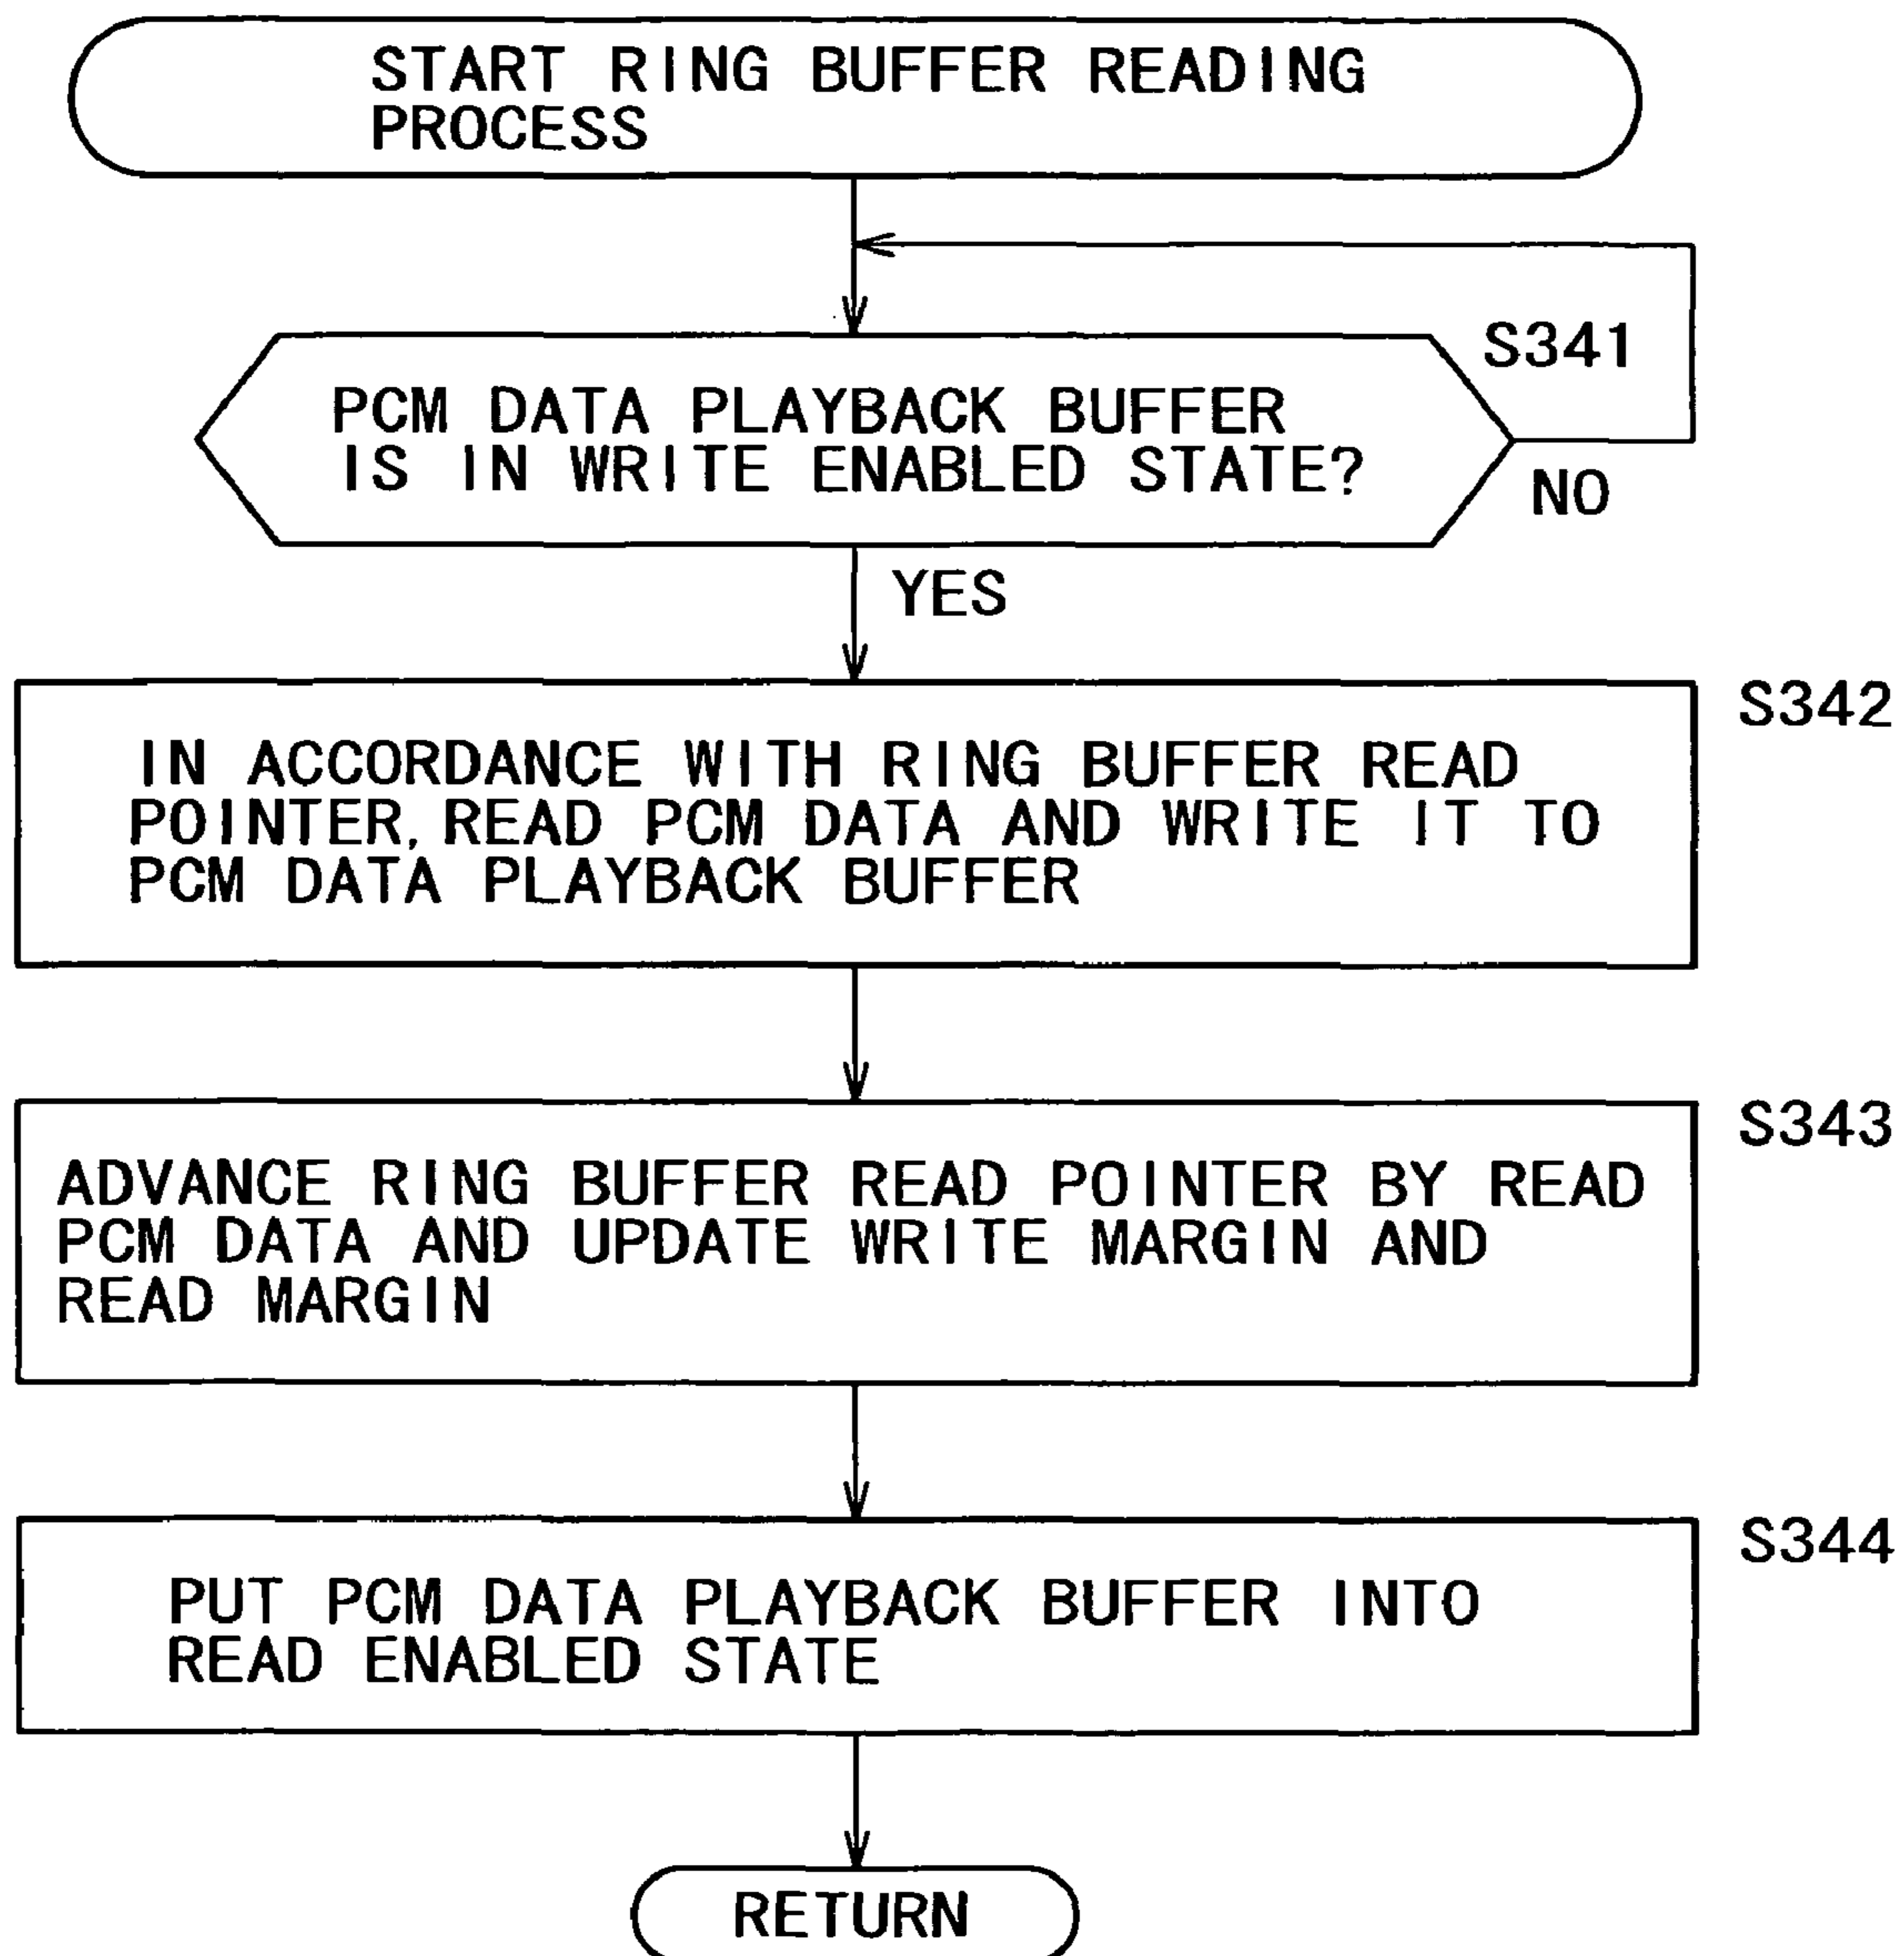 START RING BUFFER READING
PROCESS
S341
PCM DATA PLAYBACK BUFFER
IS IN WRITE ENABLED STATE?
NO
YES
S342
IN ACCORDANCE WITH RING BUFFER READ
POINTER, READ PCM DATA AND WRITE IT TO
PCM DATA PLAYBACK BUFFER
S343
ADVANCE RING BUFFER READ POINTER BY READ
PCM DATA AND UPDATE WRITE MARGIN AND
READ MARGIN
S344
PUT PCM DATA PLAYBACK BUFFER INTO
READ ENABLED STATE
RETURN